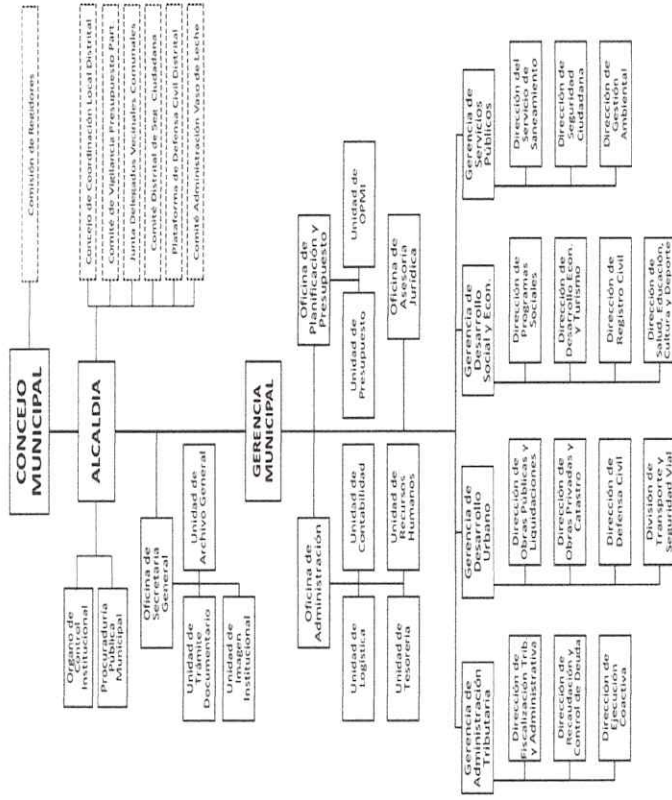 CONCEJO
MUNICIPAL
Comisión de Regidores
ALCALDIA
Concejo de Coordinación Local Distrital
Comité de Vigilancia Presupuesto Part.
Junta Delegados Vecinales Comunales
Comité Distrital de Seg. Ciudadana
Plataforma de Defensa Civil Distrital
Comité Administración Vaso de Leche
Órgano de
Control
Institucional
Procuraduría
Pública
Municipal
Oficina de
Secretaria
General
Unidad de
Trámite
Documentario
Unidad de
Archivo General
Unidad de
Imagen
Institucional
GERENCIA
MUNICIPAL
Oficina de
Administración
Unidad de
Logística
Unidad de
Contabilidad
Unidad de
Tesorería
Unidad de
Recursos
Humanos
Oficina de
Planificación y
Presupuesto
Unidad de
Presupuesto
Unidad de
OPMI
Oficina de
Asesoría
Jurídica
Gerencia de
Administración
Tributaria
Dirección de
Fiscalización Trib
y Administrativa
Dirección de
Recaudación y
Control de Deuda
Dirección de
Ejecución
Coactiva
Gerencia de
Desarrollo
Urbano
Dirección de
Obras Públicas y
Liquidaciones
Dirección de
Obras Privadas y
Catastro
Dirección de
Defensa Civil
División de
Transporte y
Seguridad Vial
Gerencia de
Desarrollo
Social y Econ.
Dirección de
Programas
Sociales
Dirección de
Desarrollo Econ.
y Turismo
Dirección de
Registro Civil
Dirección de
Salud, Educación,
Cultura y Deporte
Gerencia de
Servicios
Públicos
Dirección del
Servicio de
Saneamiento
Dirección de
Seguridad
Ciudadana
Dirección de
Gestión
Ambiental